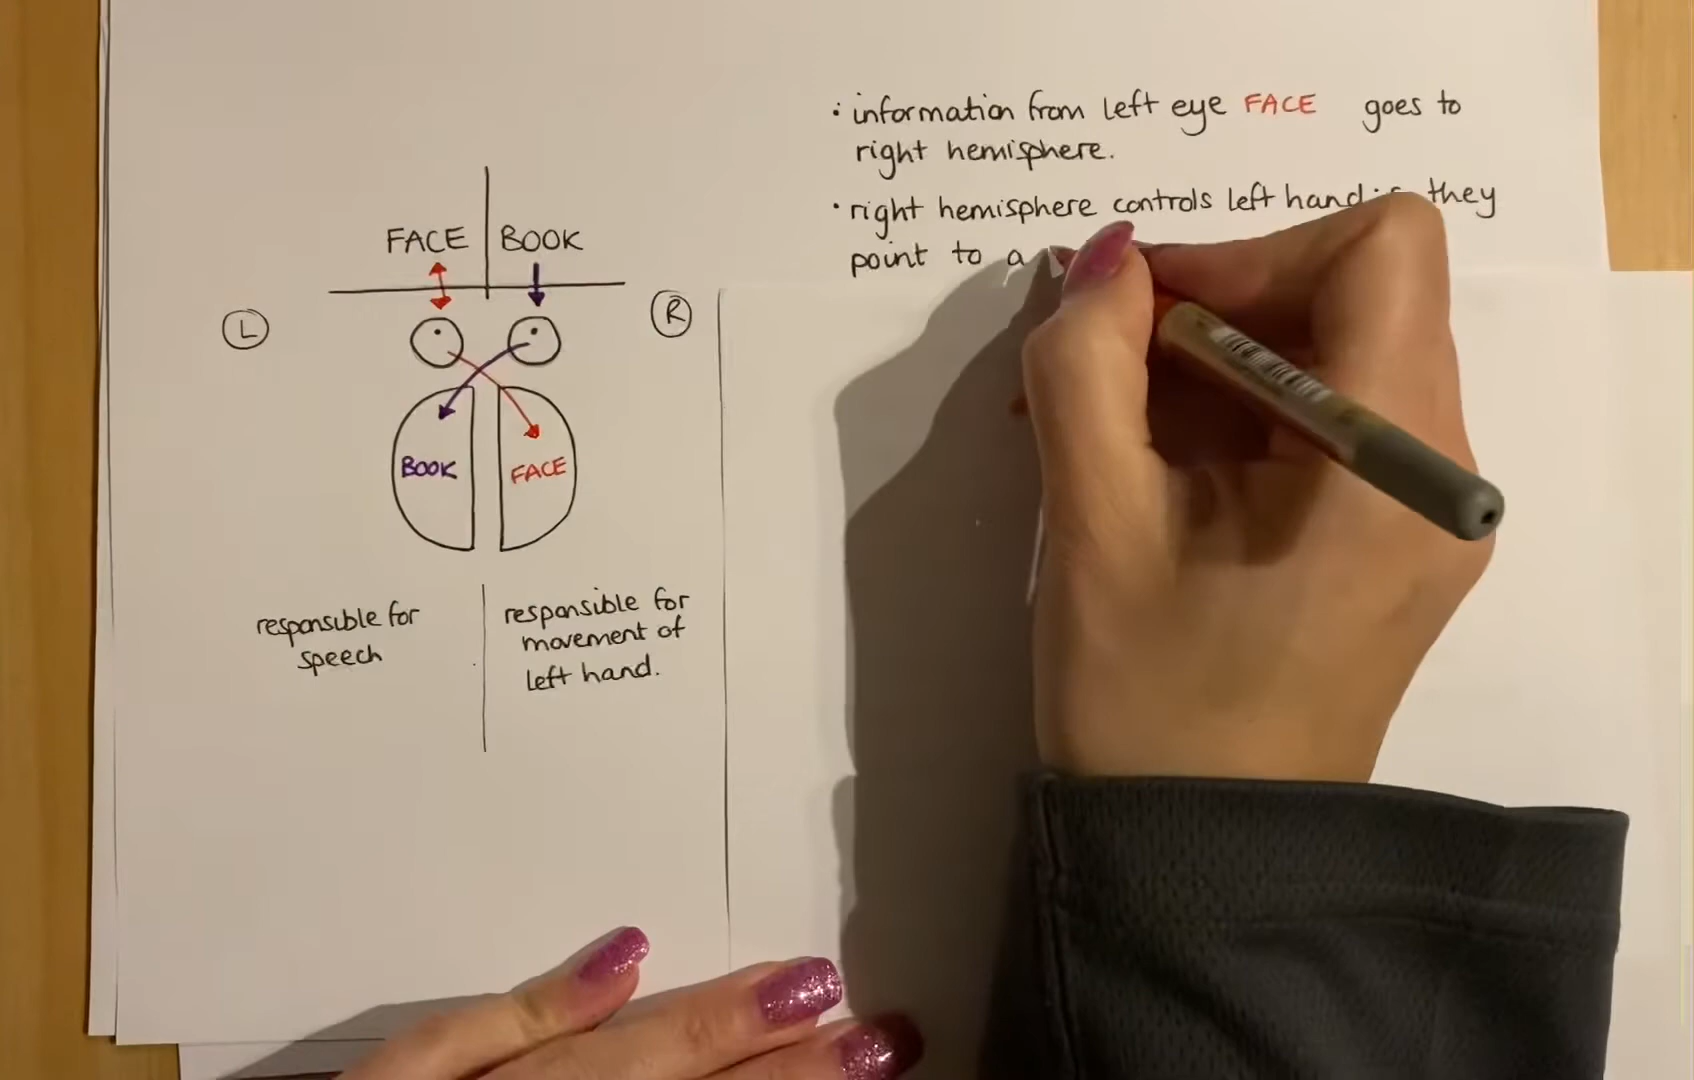 FACE BOOK
L
R
BOOK FACE
responsible for
speech
responsible for
movement of
left hand.
: information from left eye FACE goes to
right hemisphere.
• right hemisphere controls left hand they
point to a